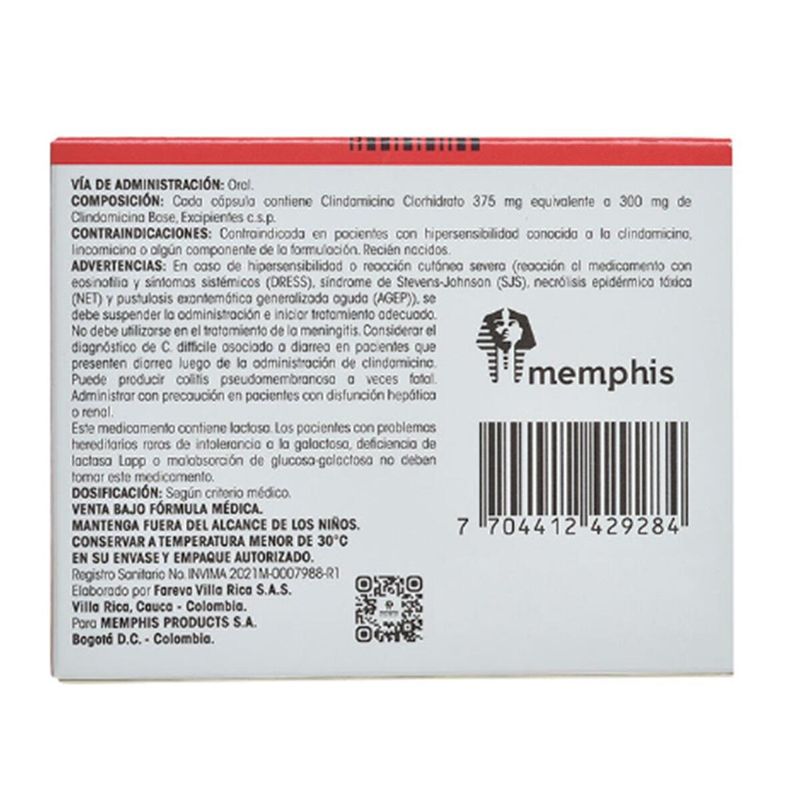 VÍA DE ADMINISTRACIÓN: Oral.
COMPOSICIÓN: Cada cápsula contiene Clindamicina Clorhidrato 375 mg equivalente a 300 mg de
Clindamicina Base, Excipientes c.s.p.
CONTRAINDICACIONES: Contraindicada en pacientes con hipersensibilidad conocida a la clindamicina,
lincomicina o algún componente de la formulación. Recién nacidos.
ADVERTENCIAS: En caso de hipersensibilidad o reacción cutánea severa (reacción al medicamento con
eosinofilia y síntomas sistémicos (DRESS), síndrome de Stevens-Johnson (SJS), necrólisis epidérmica tóxica
(NET) y pustulosis exantemática generalizada aguda (AGEP)), se
debe suspender la administración e iniciar tratamiento adecuado.
No debe utilizarse en el tratamiento de la meningitis. Considerar el
diagnóstico de C. difficile asociado a diarrea en pacientes que
presenten diarrea luego de la administración de clindamicina.
Puede producir colitis pseudomembranosa a veces fatal.
Administrar con precaución en pacientes con disfunción hepática
o renal.
Este medicamento contiene lactosa. Los pacientes con problemas
hereditarios raros de intolerancia a la galactosa, deficiencia de
lactasa Lapp o malabsorción de glucosa-galactosa no deben
tomar este medicamento.
DOSIFICACIÓN: Según criterio médico.
VENTA BAJO FÓRMULA MÉDICA.
MANTENGA FUERA DEL ALCANCE DE LOS NIÑOS.
CONSERVAR A TEMPERATURA MENOR DE 30°C
EN SU ENVASE Y EMPAQUE AUTORIZADO.
Registro Sanitario No. INVIMA 2021M-0007988-R1
Elaborado por Fareva Villa Rica S.A.S.
Villa Rica, Cauca - Colombia.
Para MEMPHIS PRODUCTS S.A.
Bogotá D.C. - Colombia.
memphis
7 704412 429284